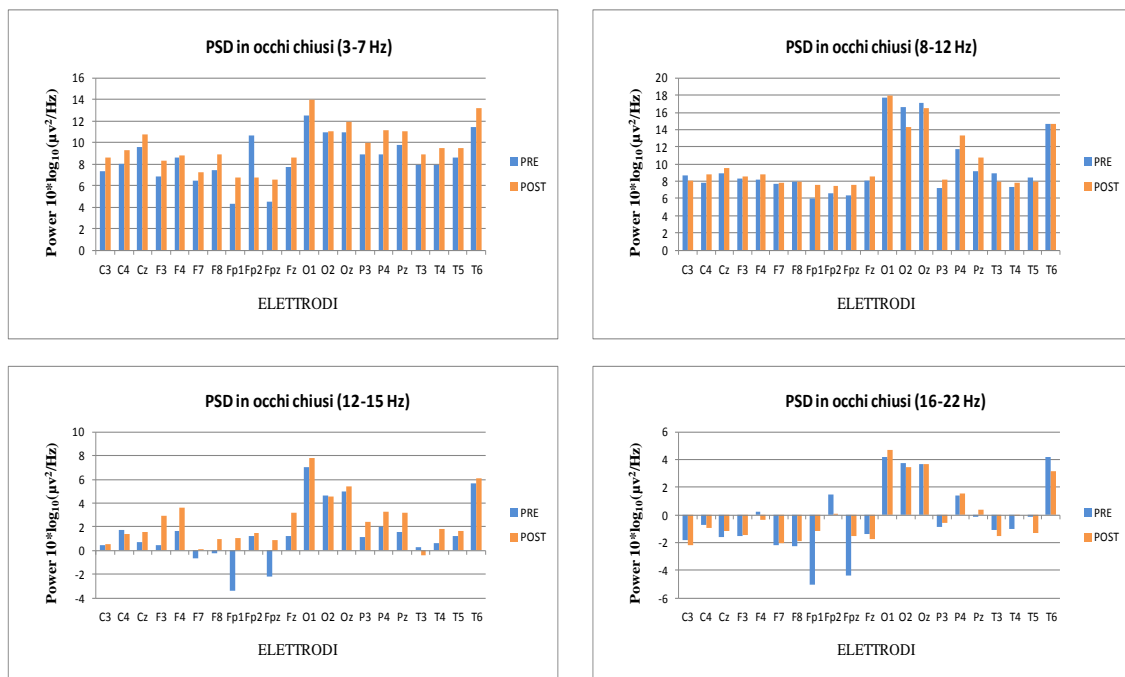 PSD in occhi chiusi (3-7 Hz)
Power 10*log₁₀(µv²/Hz)
16
14
12
10
8
6
4
2
0
C3 C4 Cz F3 F4 F7 F8 Fp1 Fp2 Fpz Fz O1 O2 Oz P3 P4 Pz T3 T4 T5 T6
ELETTRODI
PRE
POST
PSD in occhi chiusi (8-12 Hz)
Power 10*log₁₀(µv²/Hz)
20
18
16
14
12
10
8
6
4
2
0
C3 C4 Cz F3 F4 F7 F8 Fp1 Fp2 Fpz Fz O1 O2 Oz P3 P4 Pz T3 T4 T5 T6
ELETTRODI
PRE
POST
PSD in occhi chiusi (12-15 Hz)
Power 10*log₁₀(µv²/Hz)
10
8
6
4
2
0
-2
-4
C3 C4 Cz F3 F4 F7 F8 Fp1 Fp2 Fpz Fz O1 O2 Oz P3 P4 Pz T3 T4 T5 T6
ELETTRODI
PRE
POST
PSD in occhi chiusi (16-22 Hz)
Power 10*log₁₀(µv²/Hz)
6
4
2
0
-2
-4
-6
C3 C4 Cz F3 F4 F7 F8 Fp1 Fp2 Fpz Fz O1 O2 Oz P3 P4 Pz T3 T4 T5 T6
ELETTRODI
PRE
POST